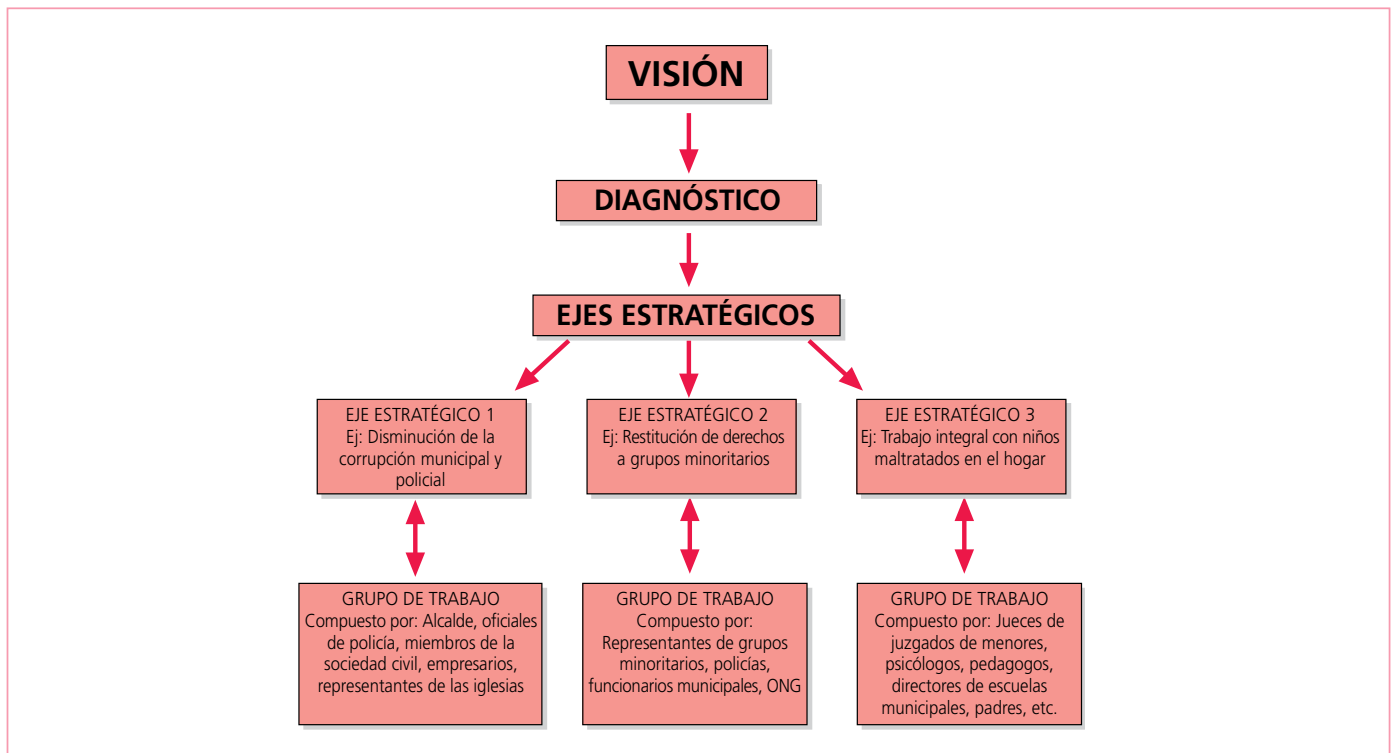 VISIÓN
DIAGNÓSTICO
EJES ESTRATÉGICOS
EJE ESTRATÉGICO 1
Ej: Disminución de la
corrupción municipal y
policial
EJE ESTRATÉGICO 2
Ej: Restitución de derechos
a grupos minoritarios
EJE ESTRATÉGICO 3
Ej: Trabajo integral con niños
maltratados en el hogar
GRUPO DE TRABAJO
Compuesto por: Alcalde, oficiales
de policía, miembros de la
sociedad civil, empresarios,
representantes de las iglesias
GRUPO DE TRABAJO
Compuesto por:
Representantes de grupos
minoritarios, policías,
funcionarios municipales, ONG
GRUPO DE TRABAJO
Compuesto por: Jueces de
juzgados de menores,
psicólogos, pedagogos,
directores de escuelas
municipales, padres, etc.